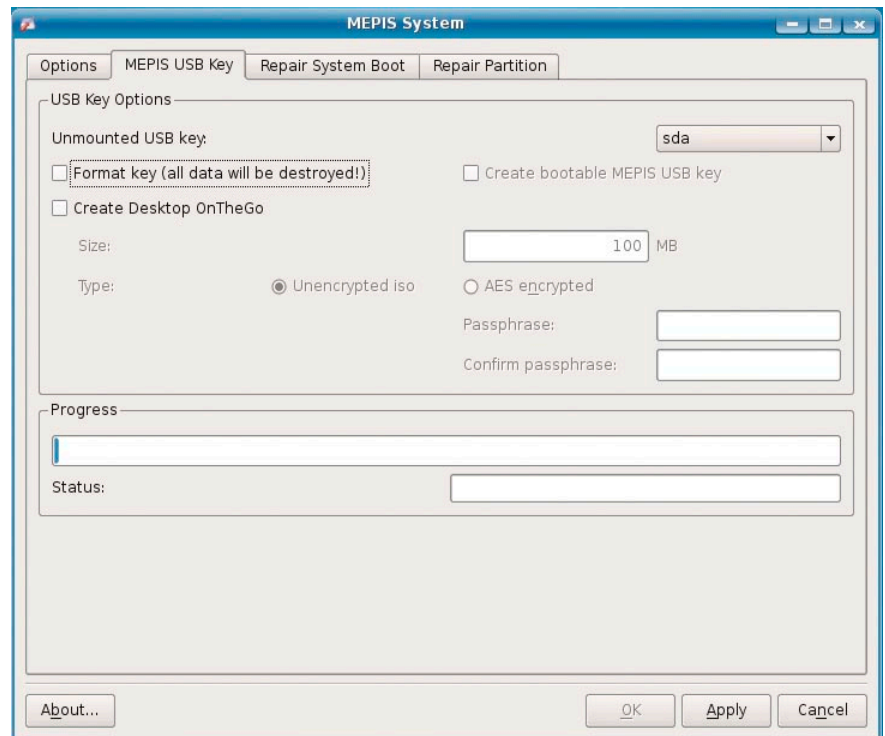 MEPIS System
Options MEPIS USB Key Repair System Boot Repair Partition
USB Key Options
Unmounted USB key: sda
Format key (all data will be destroyed!) Create bootable MEPIS USB key
Create Desktop OnTheGo
Size: 100 MB
Type: Unencrypted iso AES encrypted
Passphrase:
Confirm passphrase:
Progress
Status:
About... OK Apply Cancel